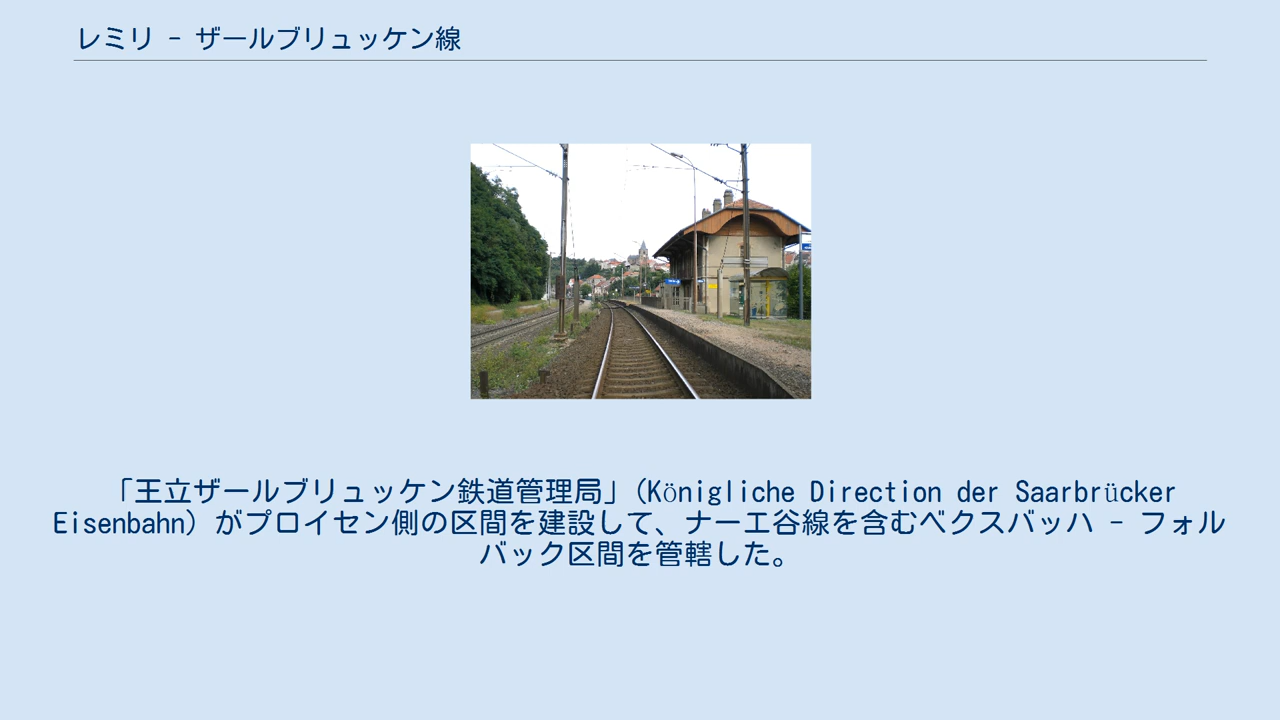 レミリ - ザールブリュッケン線
「王立ザールブリュッケン鉄道管理局」(Königliche Direction der Saarbrücker
Eisenbahn) がプロイセン側の区間を建設して、ナーエ谷線を含むベクスバッハ - フォル
バック区間を管轄した。